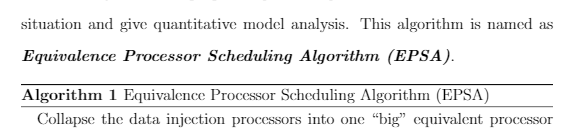 situation and give quantitative model analysis. This algorithm is named as
Equivalence Processor Scheduling Algorithm (EPSA).
Algorithm 1 Equivalence Processor Scheduling Algorithm (EPSA)
Collapse the data injection processors into one “big” equivalent processor